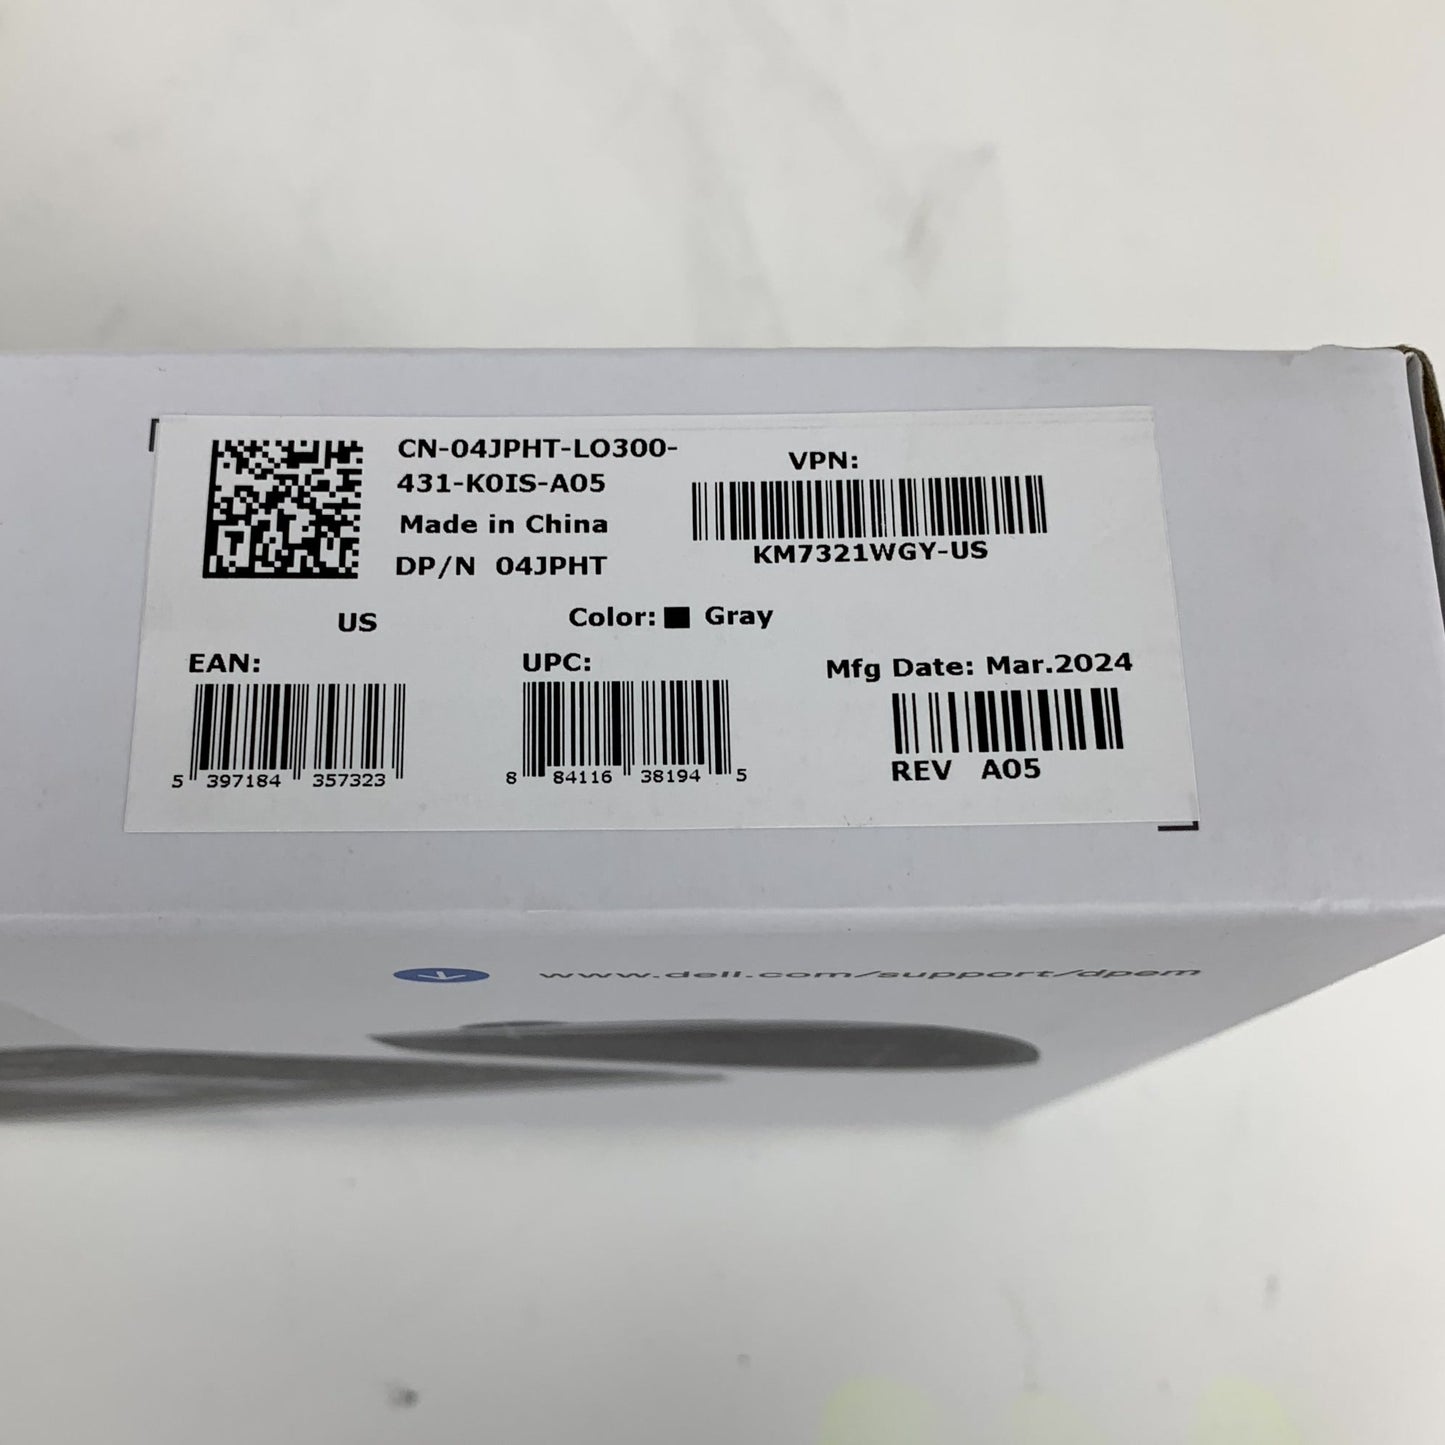 CN-04JPHT-LO300-
431-K0IS-A05
Made in China
DP/N 04JPHT
VPN:
KM7321WGY-US
US
Color: Gray
EAN:
5 397184 357323
UPC:
8 84116 38194 5
Mfg Date: Mar.2024
REV A05
www.dell.com/support/dpem